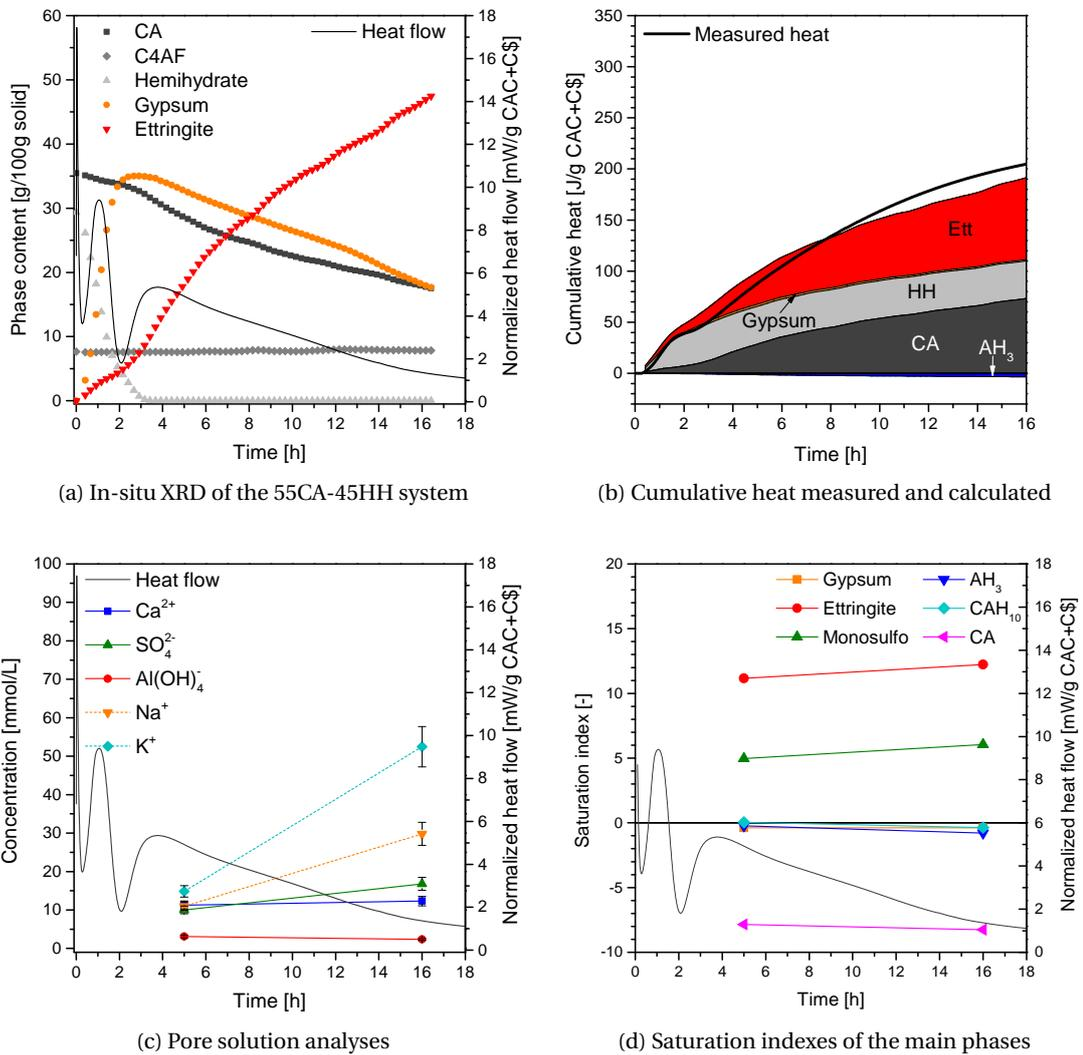 CA
C4AF
Hemihydrate
Gypsum
Ettringite
Heat flow
Phase content [g/100g solid]
60
50
40
30
20
10
0
Normalized heat flow [mW/g CAC+C$]
18
16
14
12
10
8
6
4
2
0
0 2 4 6 8 10 12 14 16 18
Time [h]
(a) In-situ XRD of the 55CA-45HH system
Measured heat
Cumulative heat [J/g CAC+C$]
350
300
250
200
150
100
50
0
Ett
HH
Gypsum
CA
AH3
0 2 4 6 8 10 12 14 16
Time [h]
(b) Cumulative heat measured and calculated
Heat flow
Ca2+
SO42-
Al(OH)4-
Na+
K+
Concentration [mmol/L]
100
90
80
70
60
50
40
30
20
10
0
Normalized heat flow [mW/g CAC+C$]
18
16
14
12
10
8
6
4
2
0
0 2 4 6 8 10 12 14 16 18
Time [h]
(c) Pore solution analyses
Gypsum
Ettringite
Monosulfo
AH3
CAH10
CA
Saturation index [-]
20
15
10
5
0
-5
-10
Normalized heat flow [mW/g CAC+C$]
18
16
14
12
10
8
6
4
2
0
0 2 4 6 8 10 12 14 16 18
Time [h]
(d) Saturation indexes of the main phases